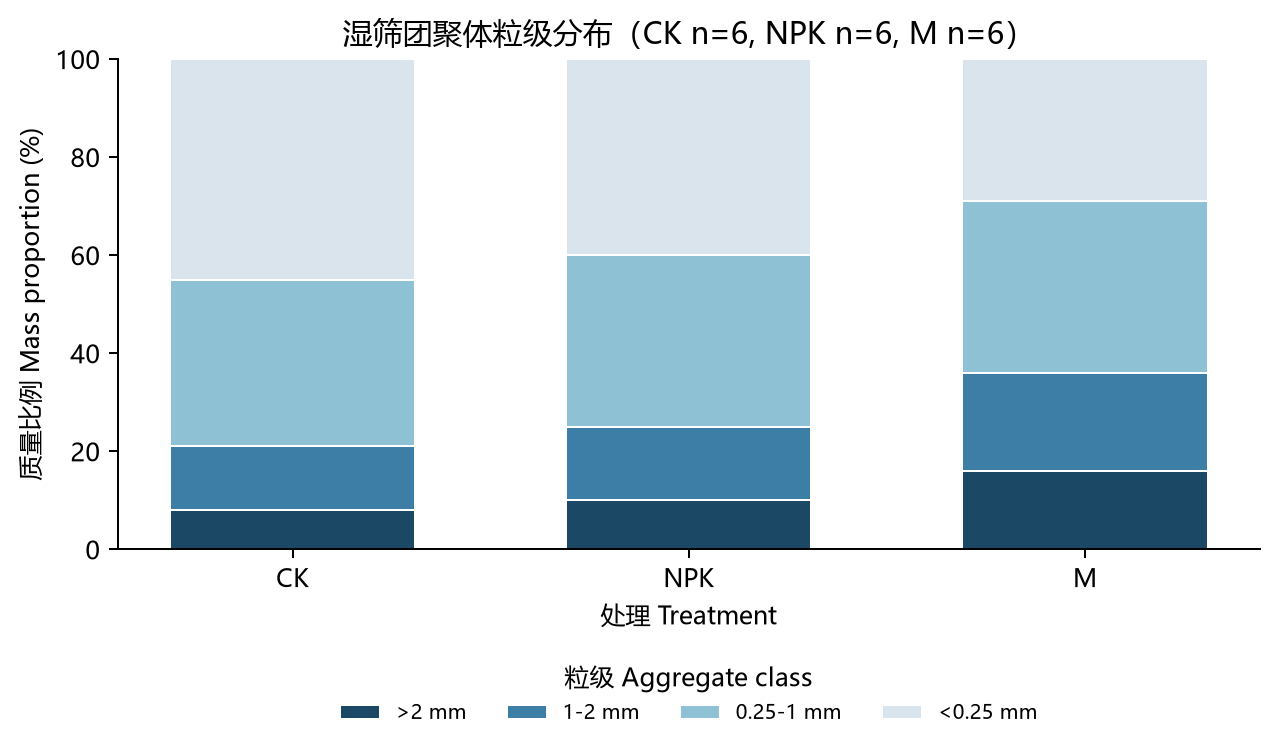 湿筛团聚体粒级分布（CK n=6, NPK n=6, M n=6）
质量比例 Mass proportion (%)
100
80
60
40
20
0
CK NPK M
处理 Treatment
粒级 Aggregate class
>2 mm 1-2 mm 0.25-1 mm <0.25 mm